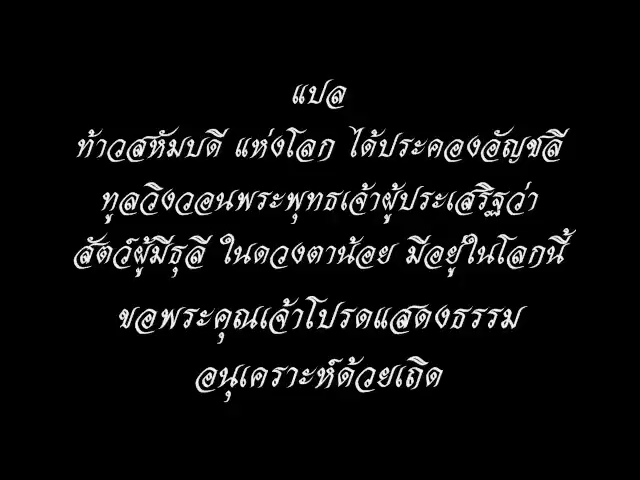 แปล
ท้าวสหัมบดี แห่งโลก ได้ประคองอัญชลี
ทูลวิงวอนพระพุทธเจ้าผู้ประเสริฐว่า
สัตว์ผู้มีธุลี ในดวงตาน้อย มีอยู่ในโลกนี้
ขอพระคุณเจ้าโปรดแสดงธรรม
อนุเคราะห์ด้วยเถิด